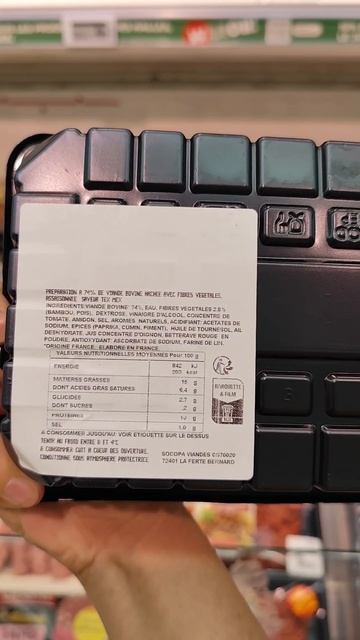 PREPARATION A 74% DE VIANDE BOVINE HACHEE AVEC FIBRES VEGETALES,
ASSAISONNEE, SAVEUR TEX MEX
INGREDIENTS:VIANDE BOVINE* 74%, EAU, FIBRES VEGETALES 2,8%
(BAMBOU, POIS), DEXTROSE, VINAIGRE D'ALCOOL, CONCENTRE DE
TOMATE, AMIDON, SEL, AROMES NATURELS, ACIDIFIANT: ACETATES DE
SODIUM, EPICES (PAPRIKA, CUMIN, PIMENT), HUILE DE TOURNESOL, AIL
DESHYDRATE, JUS CONCENTRE D'OIGNON, BETTERAVE ROUGE EN
POUDRE, ANTIOXYDANT: ASCORBATE DE SODIUM, FARINE DE LIN.
*ORIGINE FRANCE. ELABORE EN FRANCE.
VALEURS NUTRITIONNELLES MOYENNES Pour 100 g
ENERGIE 842 kJ
kcal
MATIERES GRASSES 15 g
DONT ACIDES GRAS SATURES 6,4 g
GLUCIDES 2,7 g
DONT SUCRES g
PROTEINES g
SEL g
BARQUETTE
& FILM
A CONSOMMER JUSQU'AU: VOIR ETIQUETTE SUR LE DESSUS
TENIR AU FROID ENTRE 0 ET 4°C
A CONSOMMER CUIT A COEUR DES OUVERTURE.
CONDITIONNE SOUS ATMOSPHERE PROTECTRICE
SOCOPA VIANDES
72401 LA FERTE BERNARD